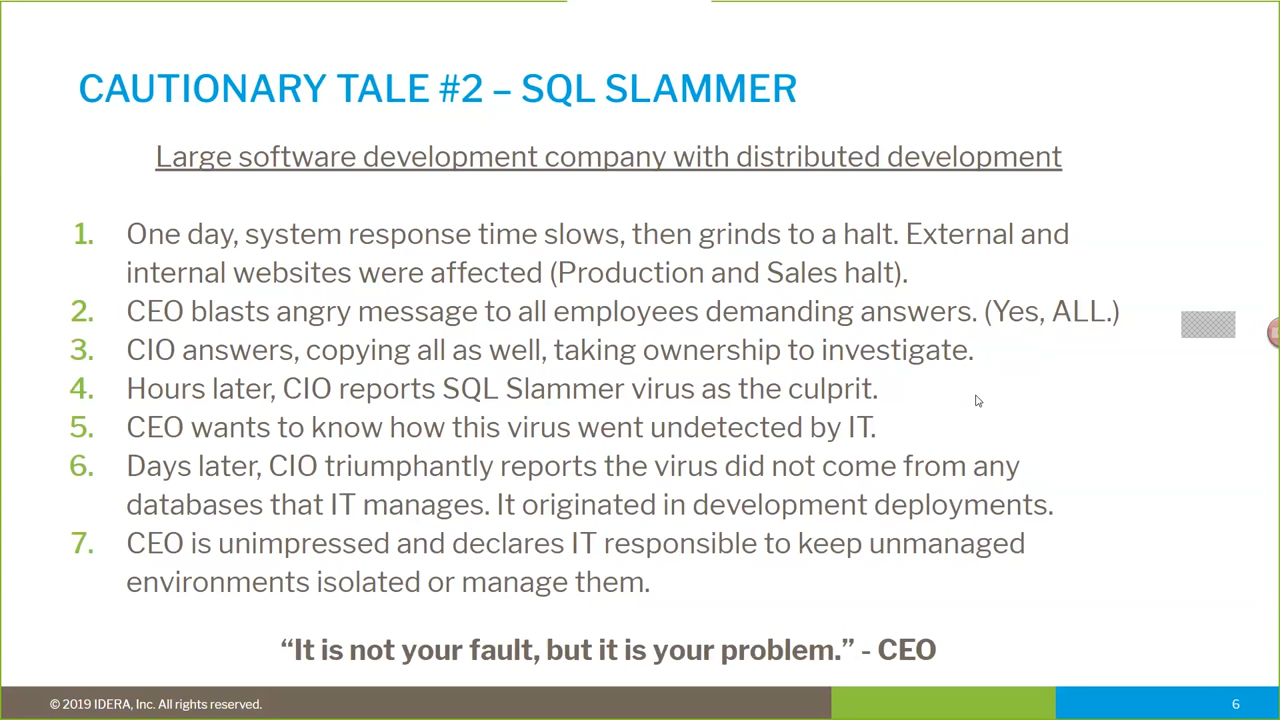 CAUTIONARY TALE #2 – SQL SLAMMER
Large software development company with distributed development
1. One day, system response time slows, then grinds to a halt. External and
internal websites were affected (Production and Sales halt).
2. CEO blasts angry message to all employees demanding answers. (Yes, ALL.)
3. CIO answers, copying all as well, taking ownership to investigate.
4. Hours later, CIO reports SQL Slammer virus as the culprit.
5. CEO wants to know how this virus went undetected by IT.
6. Days later, CIO triumphantly reports the virus did not come from any
databases that IT manages. It originated in development deployments.
7. CEO is unimpressed and declares IT responsible to keep unmanaged
environments isolated or manage them.
“It is not your fault, but it is your problem.” - CEO
© 2019 IDERA, Inc. All rights reserved.
6